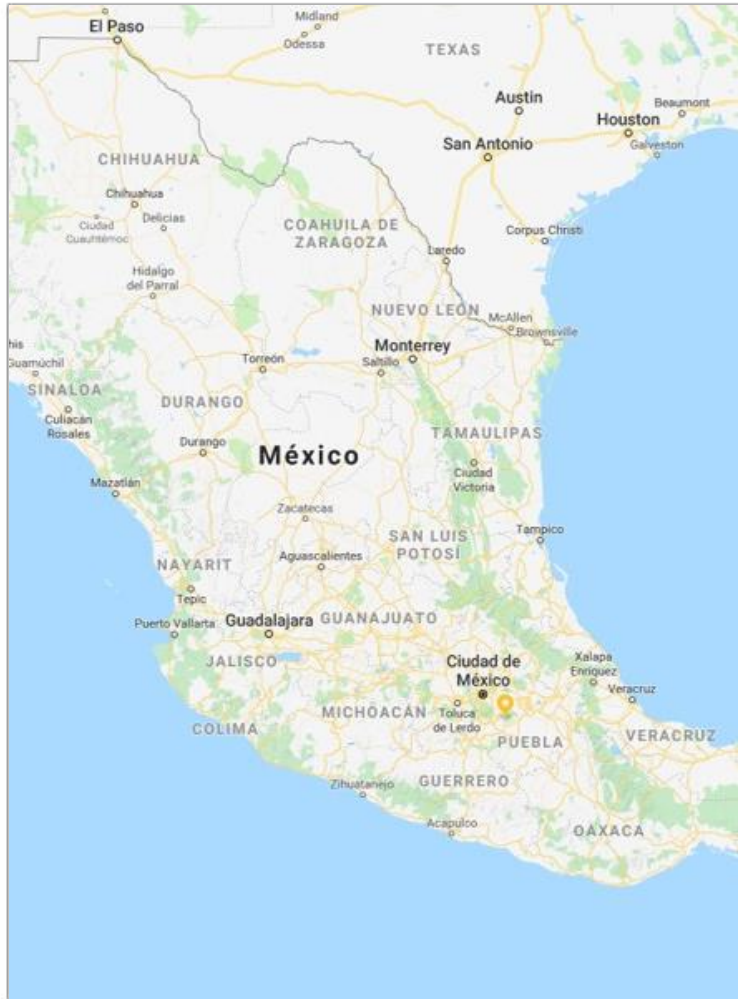 Midland
El Paso
Odessa
TEXAS
Austin
Beaumont
Houston
San Antonio
Galveston
CHIHUAHUA
Chihuahua
Ciudad
Cuauhtémoc
Delicias
COAHUILA DE
ZARAGOZA
Corpus Christi
Laredo
Hidalgo
del Parral
NUEVO LEÓN
McAllen
Brownsville
his
Guamúchil
Monterrey
Torreón
Saltillo
SINALOA
DURANGO
Culiacán
Rosales
TAMAULIPAS
Durango
México
Ciudad
Victoria
Mazatlán
Zacatecas
Tampico
SAN LUIS
POTOSÍ
Aguascalientes
NAYARIT
Tepic
Puerto Vallarta
Guadalajara
GUANAJUATO
JALISCO
Ciudad de
México
Xalapa
Enríquez
Veracruz
MICHOACÁN
Toluca
de Lerdo
COLIMA
PUEBLA
VERACRUZ
GUERRERO
Zihuatanejo
Acapulco
OAXACA